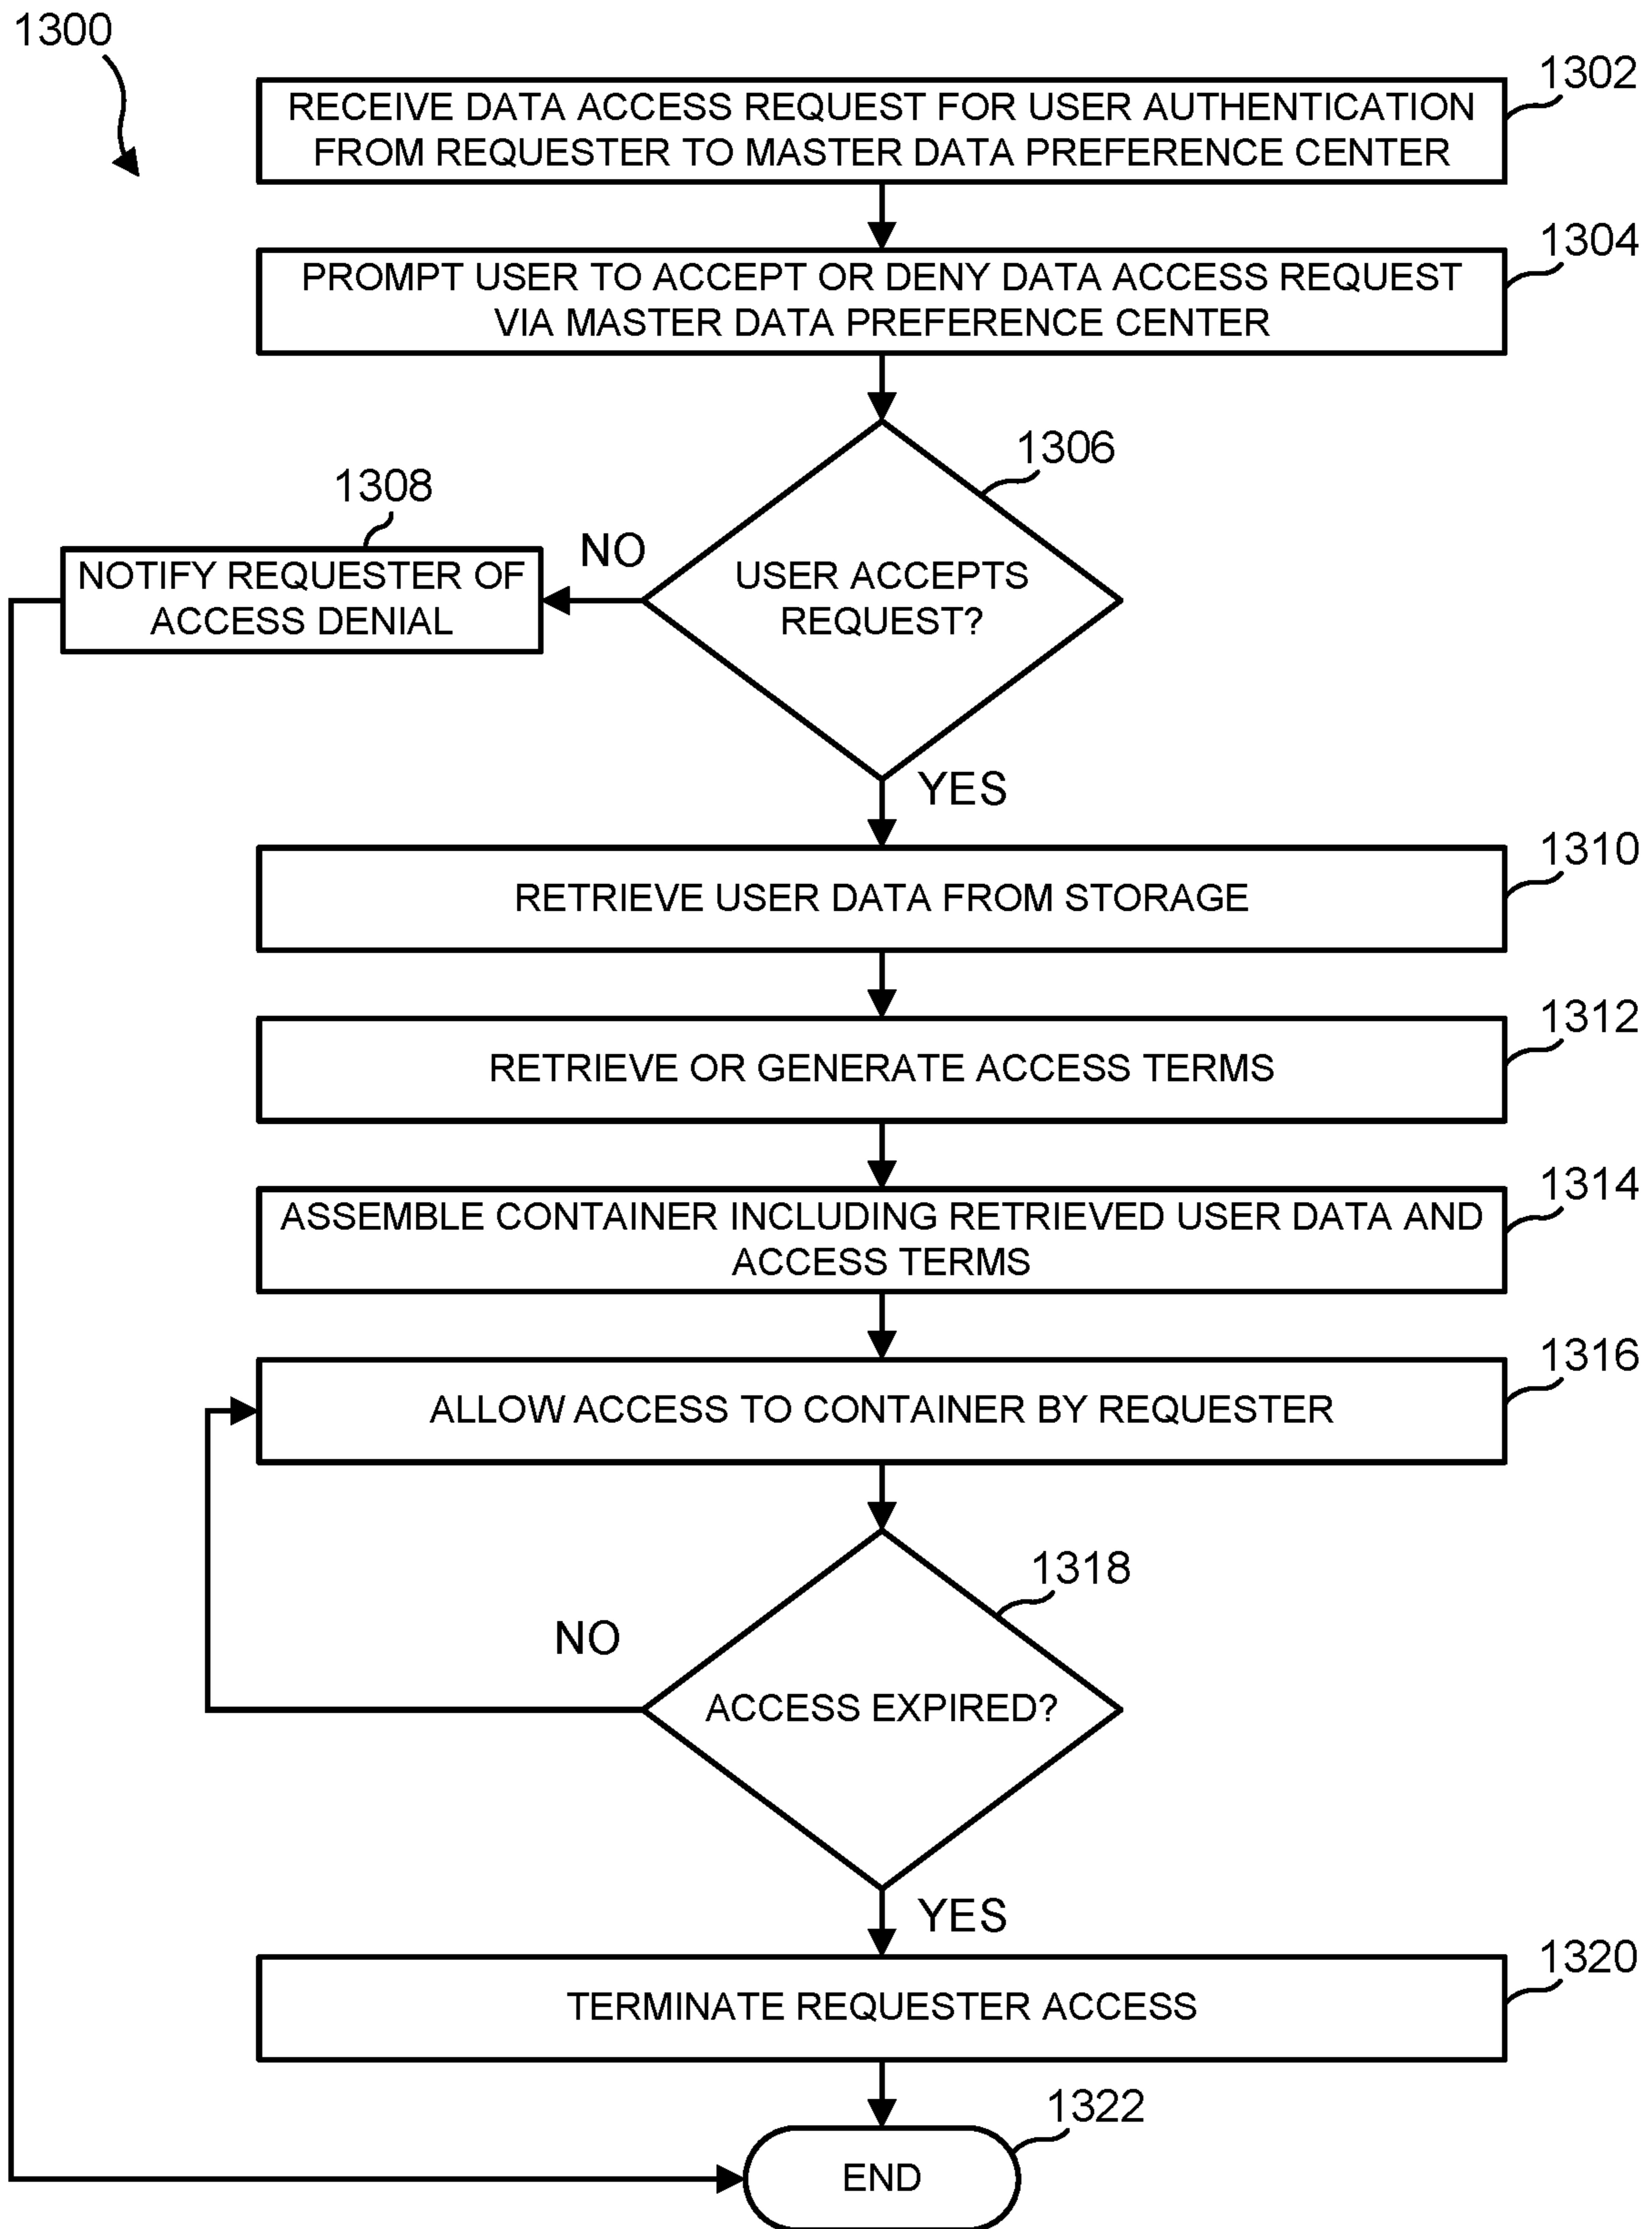 1300
1302
RECEIVE DATA ACCESS REQUEST FOR USER AUTHENTICATION
FROM REQUESTER TO MASTER DATA PREFERENCE CENTER
1304
PROMPT USER TO ACCEPT OR DENY DATA ACCESS REQUEST
VIA MASTER DATA PREFERENCE CENTER
1306
USER ACCEPTS
REQUEST?
NO
1308
NOTIFY REQUESTER OF
ACCESS DENIAL
YES
1310
RETRIEVE USER DATA FROM STORAGE
1312
RETRIEVE OR GENERATE ACCESS TERMS
1314
ASSEMBLE CONTAINER INCLUDING RETRIEVED USER DATA AND
ACCESS TERMS
1316
ALLOW ACCESS TO CONTAINER BY REQUESTER
1318
NO
ACCESS EXPIRED?
YES
1320
TERMINATE REQUESTER ACCESS
1322
END